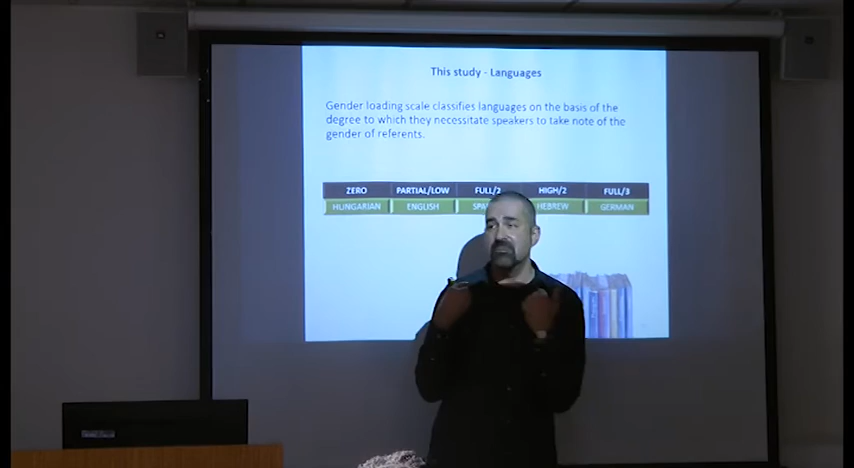 This study - Languages
Gender loading scale classifies languages on the basis of the
degree to which they necessitate speakers to take note of the
gender of referents.
ZERO PARTIAL/LOW FULL/2 HIGH/2 FULL/3
HUNGARIAN ENGLISH HEBREW GERMAN